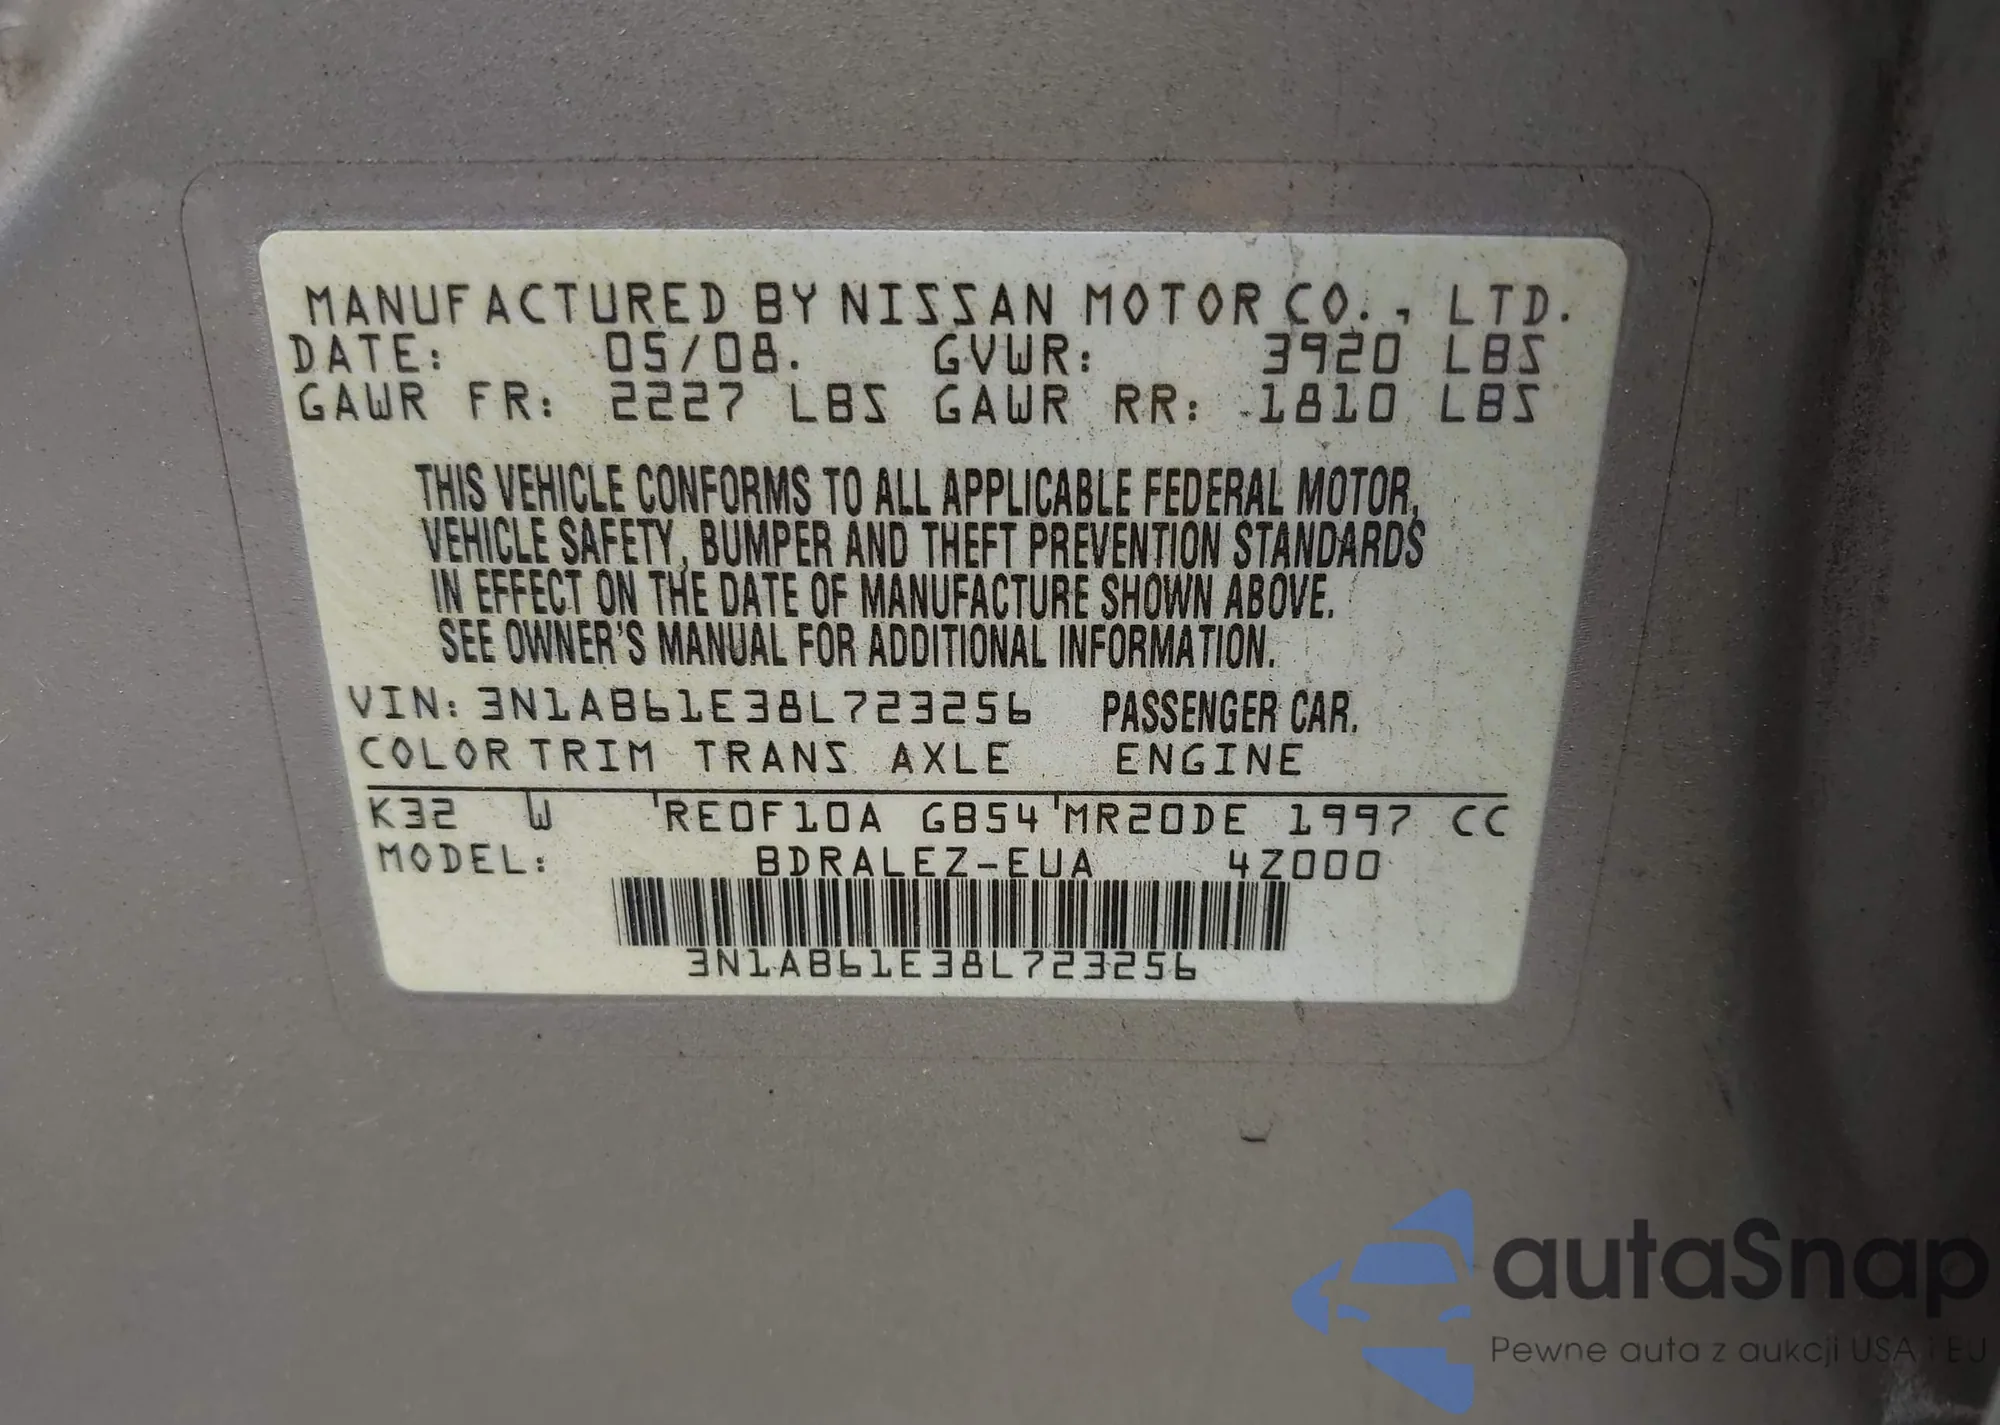 MANUFACTURED BY NISSAN MOTOR CO., LTD.
DATE: 05/08. GVWR: 3920 LBS
GAWR FR: 2227 LBS GAWR RR: 1810 LBS
THIS VEHICLE CONFORMS TO ALL APPLICABLE FEDERAL MOTOR,
VEHICLE SAFETY, BUMPER AND THEFT PREVENTION STANDARDS
IN EFFECT ON THE DATE OF MANUFACTURE SHOWN ABOVE.
SEE OWNER'S MANUAL FOR ADDITIONAL INFORMATION.
VIN: 3N1AB61E38L723256 PASSENGER CAR.
COLOR TRIM TRANS AXLE ENGINE
K32 W RE0F10A GB54 MR20DE 1997 CC
MODEL: BDRALEZ-EUA 4Z000
3N1AB61E38L723256
autaSnap
Pewne auta z aukcji USA i EU